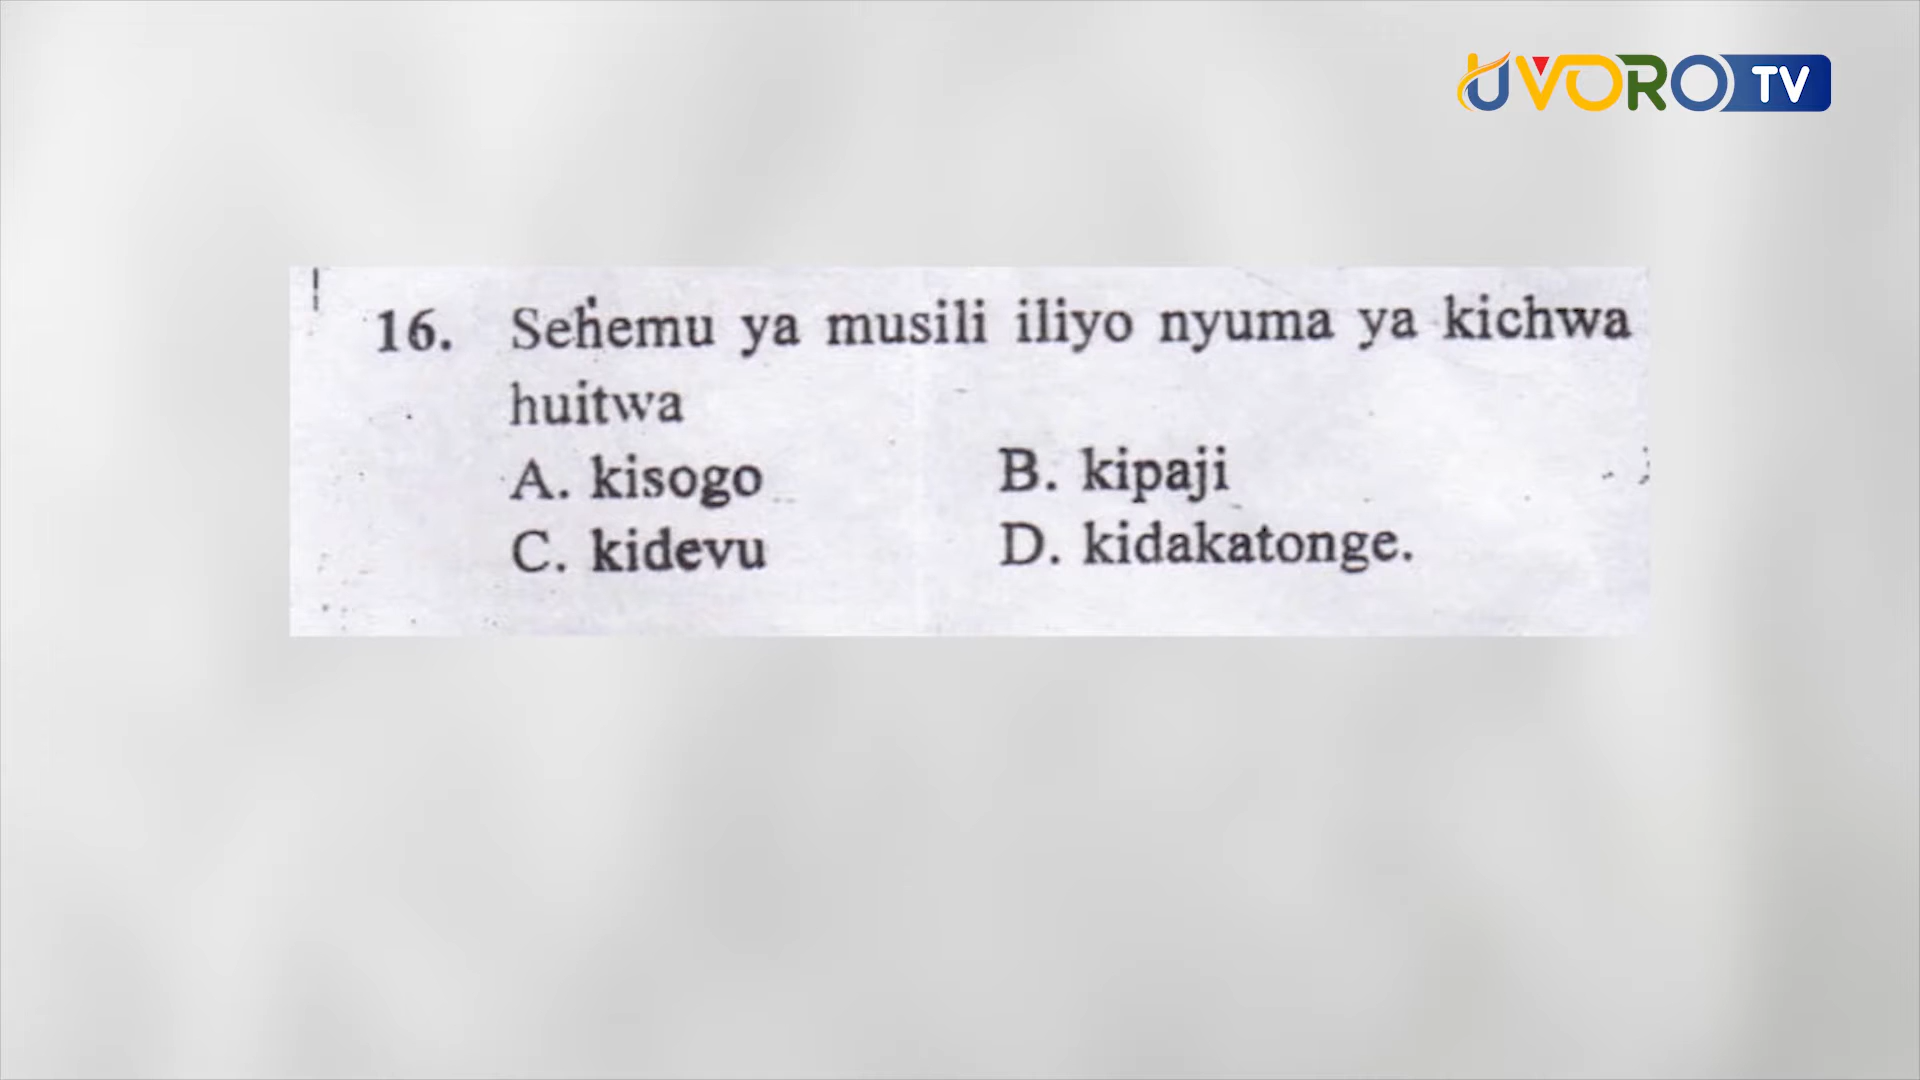 UVORO TV
16. Sehemu ya musili iliyo nyuma ya kichwa
huitwa
A. kisogo B. kipaji
C. kidevu D. kidakatonge.